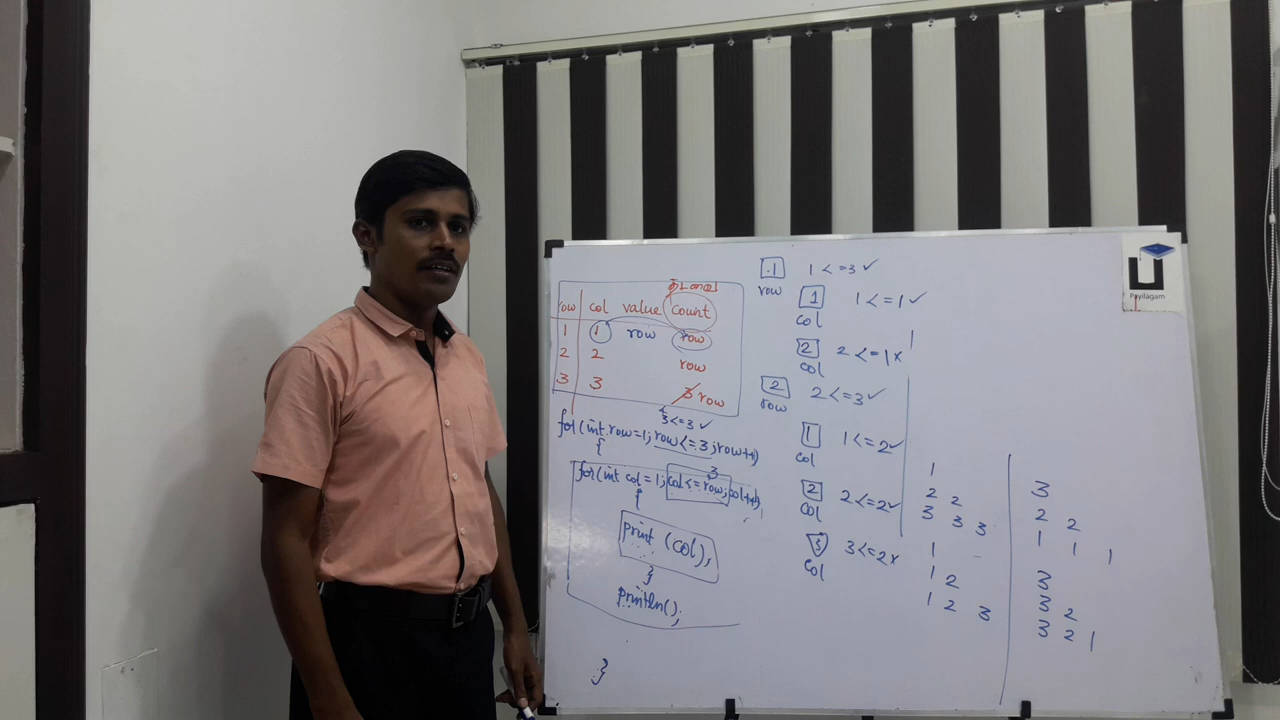 தடவை
row col value count
1 1 row row
2 2 row
3 3 3 row
3<=3 ✓
for(int row=1; row<=3; row++)
{
3
for(int col=1; col<=row; col++)
{
print (col);
}
println();
}
1 1<=3 ✓
row
1 1<=1 ✓
col
1
2 2<=1 x
col
2 2<=3 ✓
row
1 1<=2 ✓
col
2 2<=2 ✓
col
3 3<=2 x
col
1
2 2
3 3 3
1
1 2
1 2 3
3
2 2
1 1 1
3
3 2
3 2 1
Payilagam